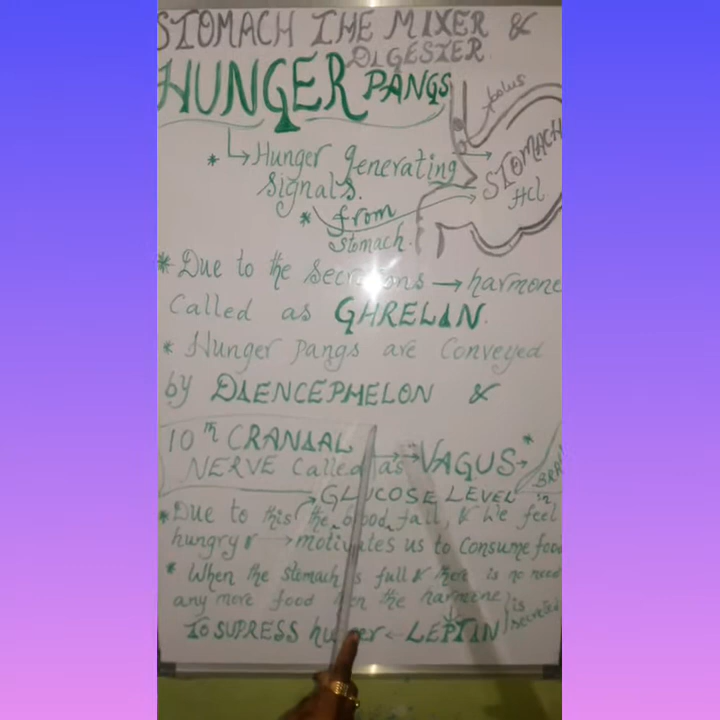 STOMACH THE MIXER &
DIGESTER
HUNGER PANGS
bolus
* Hunger generating
signals.
* from
stomach.
STOMACH
Hcl
* Due to the secretions → harmone
Called as GHRELIN.
* Hunger pangs are Conveyed
by DIENCEPHELON &
10th CRANIAL
NERVE Called as → VAGUS → *
GLUCOSE LEVEL in
* Due to this the blood fall, & We feel
hungry & → motivates us to Consume food
* When the stomach is full & there is no need
any more food then the harmone
is
secreted
TO SUPRESS hunger ← LEPTIN